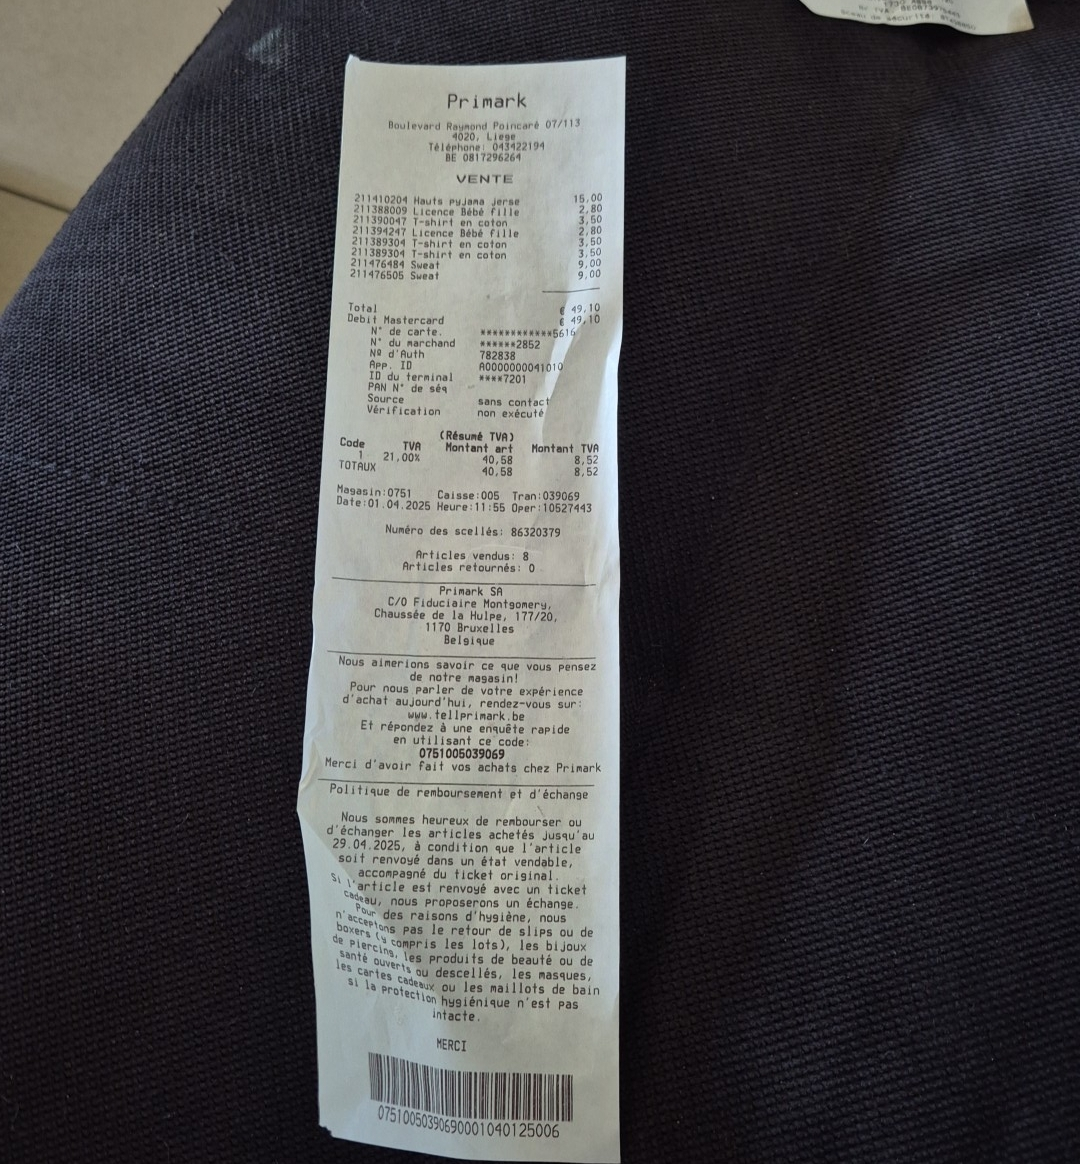 Primark
Boulevard Raymond Poincaré 07/113
4020, Liege
Téléphone: 043422194
BE 0817296264
VENTE
211410204 Hauts pyjama jerse 15,00
211388009 Licence Bébé fille 2,80
211390047 T-shirt en coton 3,50
211394247 Licence Bébé fille 2,80
211389304 T-shirt en coton 3,50
211389304 T-shirt en coton 3,50
211476484 Sweat 9,00
211476505 Sweat 9,00
Total € 49,10
Debit Mastercard € 49,10
N° de carte. ************5616
N° du marchand ******2852
Nº d'Auth 782838
App. ID A0000000041010
ID du terminal ****7201
PAN N° de séq
Source sans contact
Vérification non exécuté
(Résumé TVA)
Code TVA Montant art Montant TVA
1 21,00% 40,58 8,52
TOTAUX 40,58 8,52
Magasin:0751 Caisse:005 Tran:039069
Date:01.04.2025 Heure:11:55 Oper:10527443
Numéro des scellés: 86320379
Articles vendus: 8
Articles retournés: 0
Primark SA
C/O Fiduciaire Montgomery,
Chaussée de la Hulpe, 177/20,
1170 Bruxelles
Belgique
Nous aimerions savoir ce que vous pensez
de notre magasin!
Pour nous parler de votre expérience
d'achat aujourd'hui, rendez-vous sur:
www.tellprimark.be
Et répondez à une enquête rapide
en utilisant ce code:
0751005039069
Merci d'avoir fait vos achats chez Primark
Politique de remboursement et d'échange
Nous sommes heureux de rembourser ou
d'échanger les articles achetés jusqu'au
29.04.2025, à condition que l'article
soit renvoyé dans un état vendable,
accompagné du ticket original.
Si l'article est renvoyé avec un ticket
cadeau, nous proposerons un échange.
Pour des raisons d'hygiène, nous
n'acceptons pas le retour de slips ou de
boxers (y compris les lots), les bijoux
de piercins, les produits de beauté ou de
santé ouverts ou descellés, les masques,
les cartes cadeaux ou les maillots de bain
si la protection hygiénique n'est pas
intacte.
MERCI
07510050390690001040125006